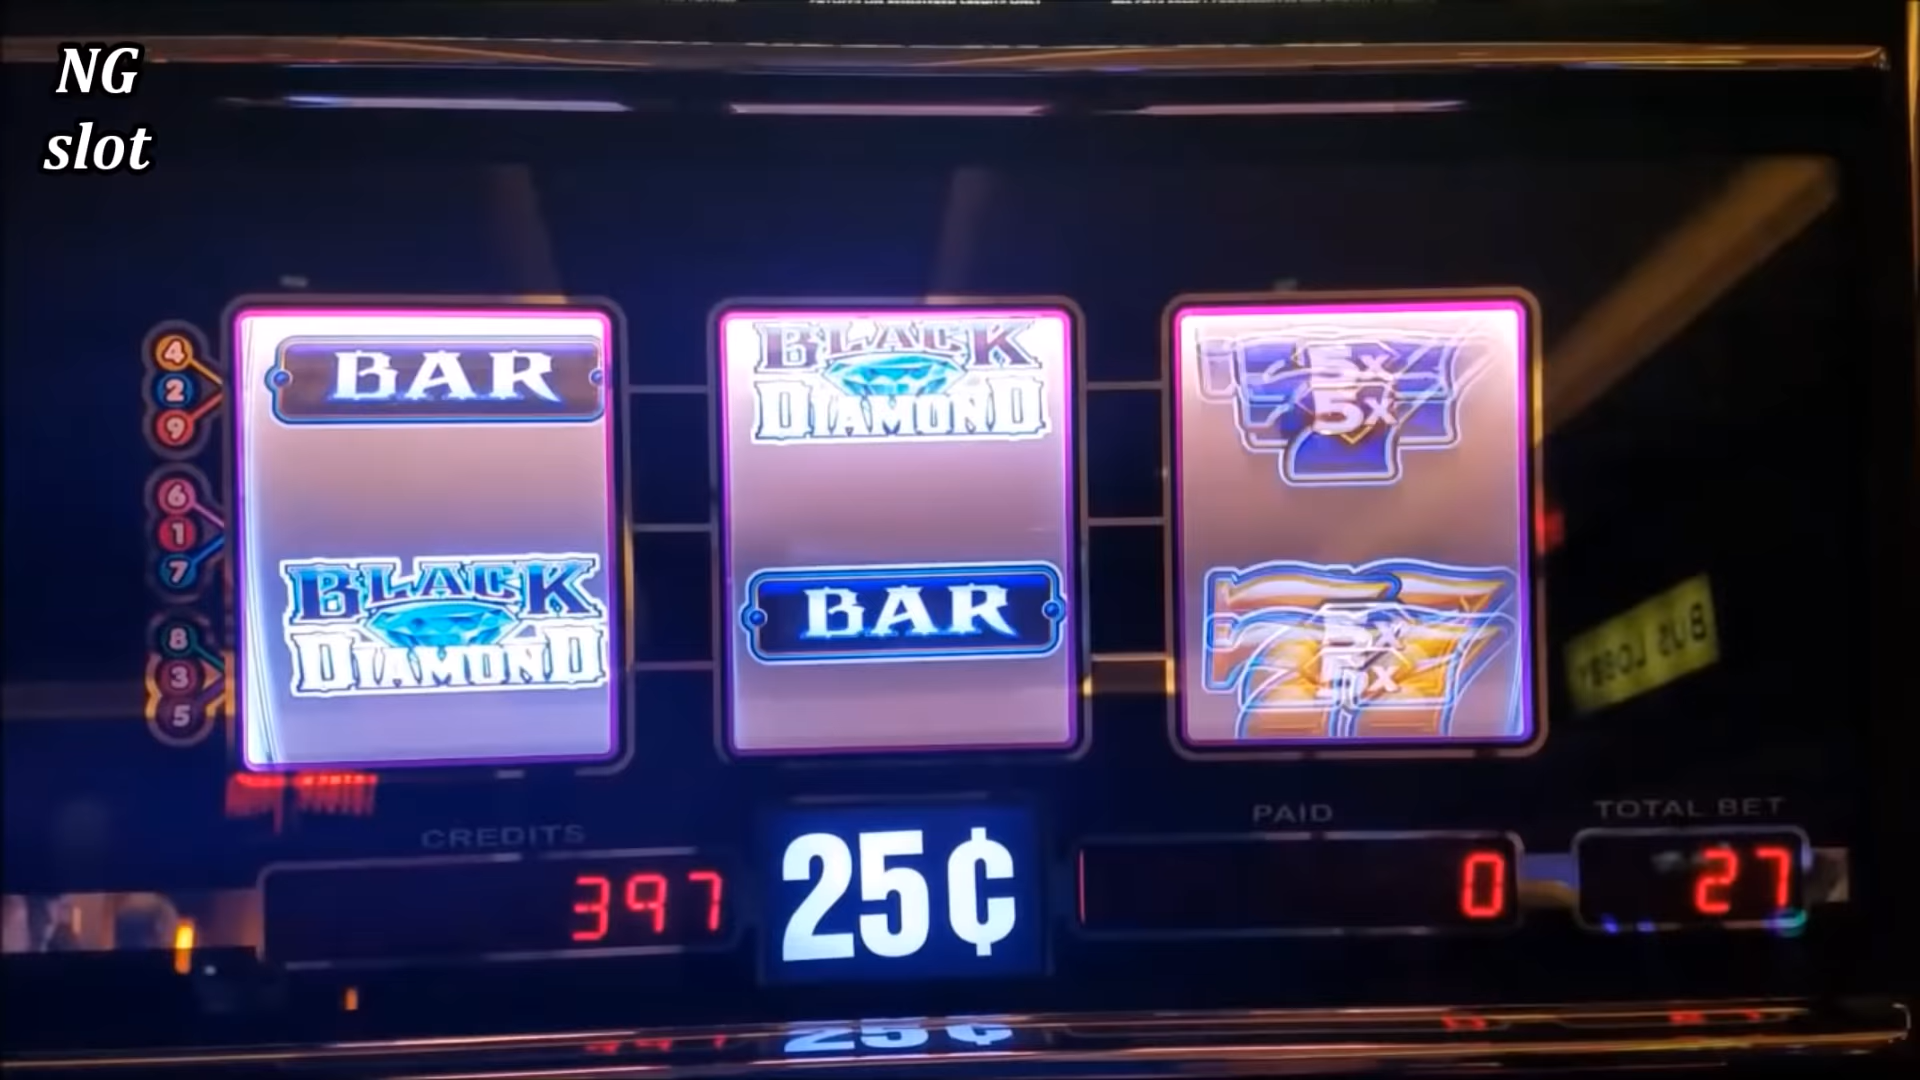 NG
slot
4
2
9
6
1
7
8
3
5
BAR
BLACK
DIAMOND
BLACK
DIAMOND
BAR
5x
5x
5x
5x
CREDITS
397
25¢
PAID
0
TOTAL BET
27
25¢